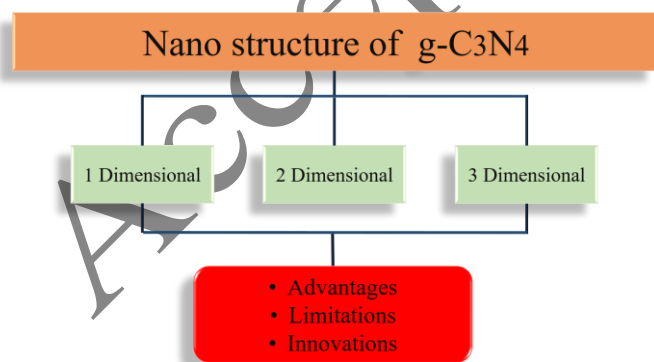 Nano structure of g-C3N4
1 Dimensional
2 Dimensional
3 Dimensional
• Advantages
• Limitations
• Innovations